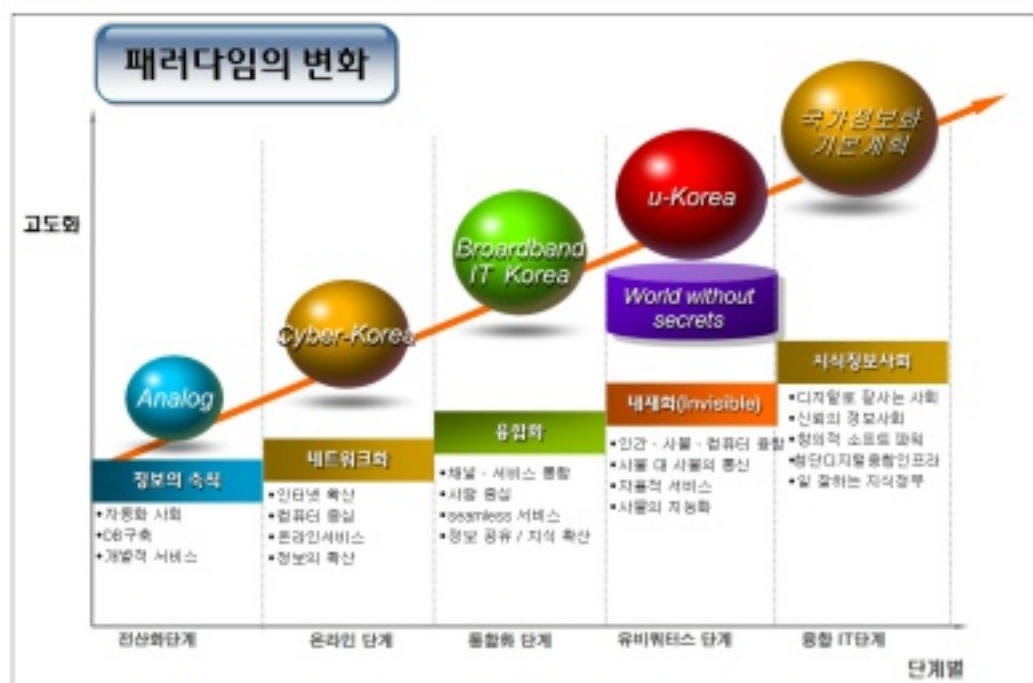 패러다임의 변화
고도화
국가정보화
기본계획
u-Korea
Broardband
IT Korea
World without
secrets
Cyber-Korea
Analog
정보의 축적
•자동화 사회
•DB구축
•개별적 서비스
네트워크화
•인터넷 확산
•컴퓨터 중심
•온라인서비스
•정보의 확산
융합화
•채널 · 서비스 통합
•사람 중심
•seamless 서비스
•정보 공유 / 지식 확산
내재화(Invisible)
•인간 · 사물 · 컴퓨터 융합
•사물 대 사물의 통신
•자율적 서비스
•사물의 지능화
지식정보사회
•디지털로 잘사는 사회
•신뢰의 정보사회
•창의적 소프트 파워
•첨단디지털융합인프라
•일 잘하는 지식정부
전산화단계
온라인 단계
통합화 단계
유비쿼터스 단계
융합 IT단계
단계별